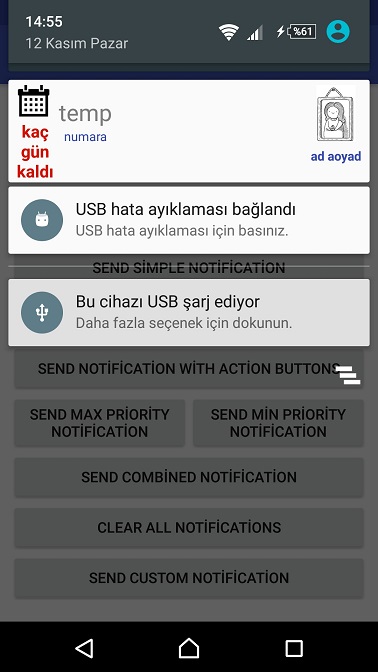 14:55
12 Kasım Pazar
%61
temp
numara
kaç
gün
kaldı
ad aoyad
USB hata ayıklaması bağlandı
USB hata ayıklaması için basınız.
SEND SİMPLE NOTİFİCATİON
Bu cihazı USB şarj ediyor
Daha fazla seçenek için dokunun.
SEND NOTİFİCATİON WİTH ACTİON BUTTONS
SEND MAX PRİORİTY
NOTİFİCATİON
SEND MİN PRİORİTY
NOTİFİCATİON
SEND COMBİNED NOTİFİCATİON
CLEAR ALL NOTİFİCATİONS
SEND CUSTOM NOTİFİCATİON